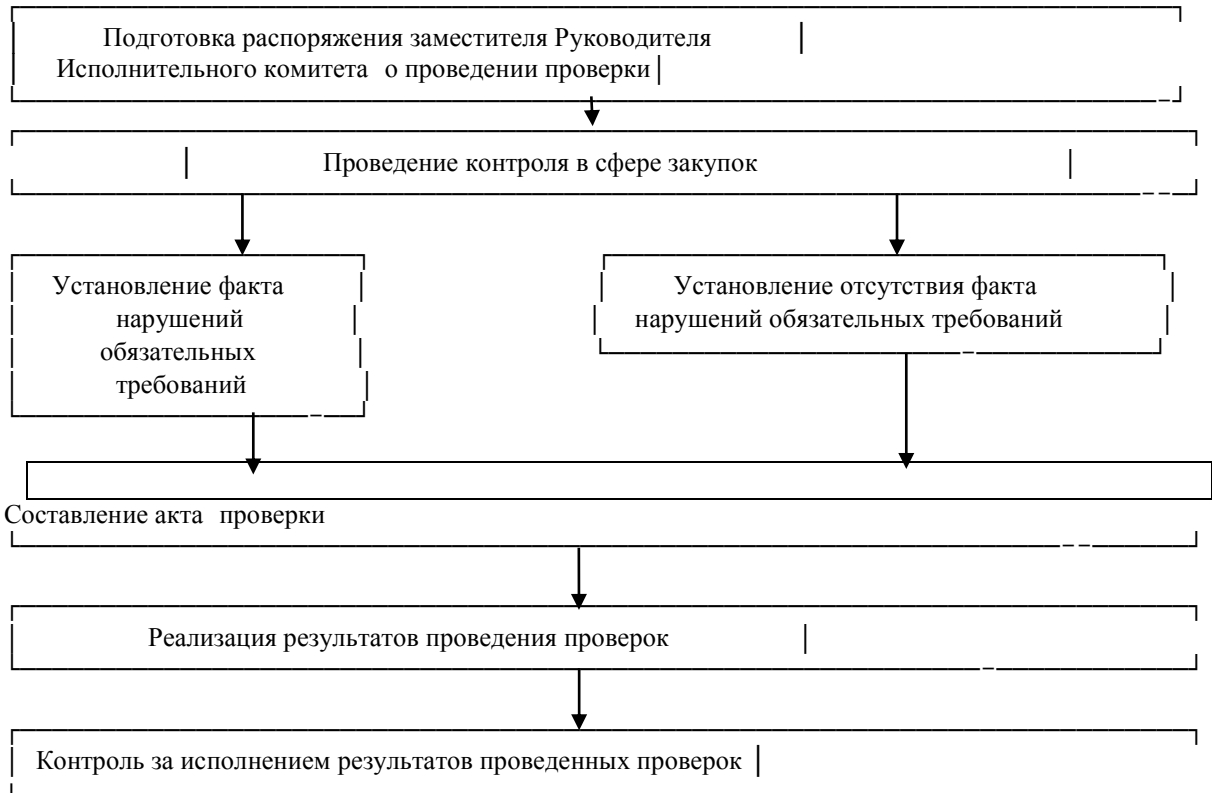 Подготовка распоряжения заместителя Руководителя
Исполнительного комитета о проведении проверки
Проведение контроля в сфере закупок
Установление факта
нарушений
обязательных
требований
Установление отсутствия факта
нарушений обязательных требований
Составление акта проверки
Реализация результатов проведения проверок
Контроль за исполнением результатов проведенных проверок